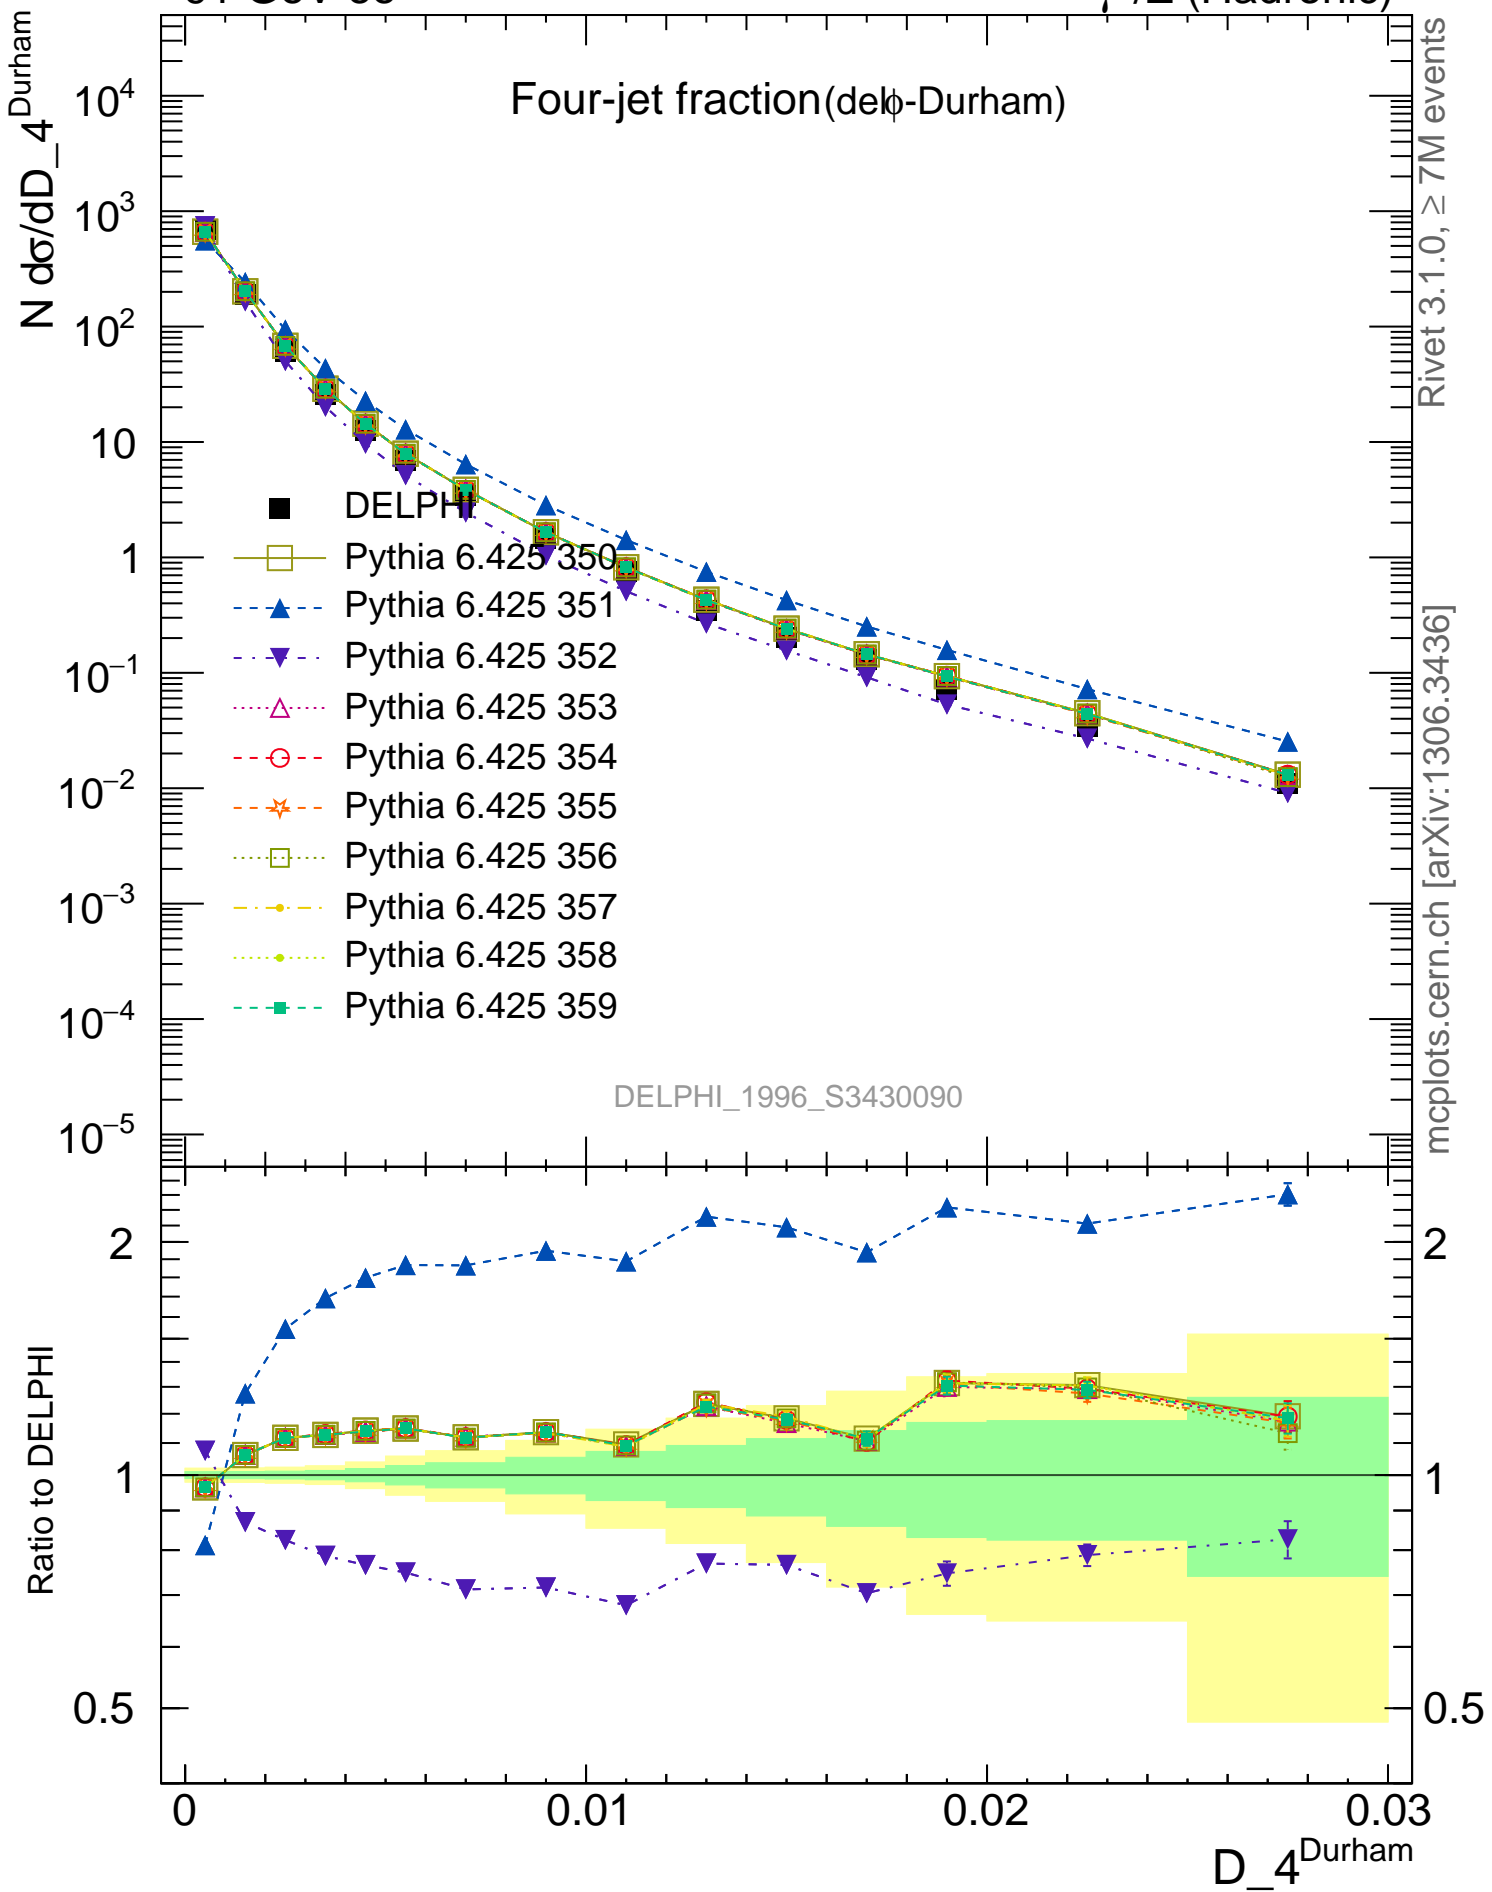 Four-jet fraction (delϕ-Durham)
N dσ/dD_4^Durham
10^4
10^3
10^2
10
1
10^−1
10^−2
10^−3
10^−4
10^−5
DELPHI
Pythia 6.425 350
Pythia 6.425 351
Pythia 6.425 352
Pythia 6.425 353
Pythia 6.425 354
Pythia 6.425 355
Pythia 6.425 356
Pythia 6.425 357
Pythia 6.425 358
Pythia 6.425 359
DELPHI_1996_S3430090
Rivet 3.1.0, ≥ 7M events
mcplots.cern.ch [arXiv:1306.3436]
Ratio to DELPHI
2
1
0.5
2
1
0.5
0
0.01
0.02
0.03
D_4^Durham